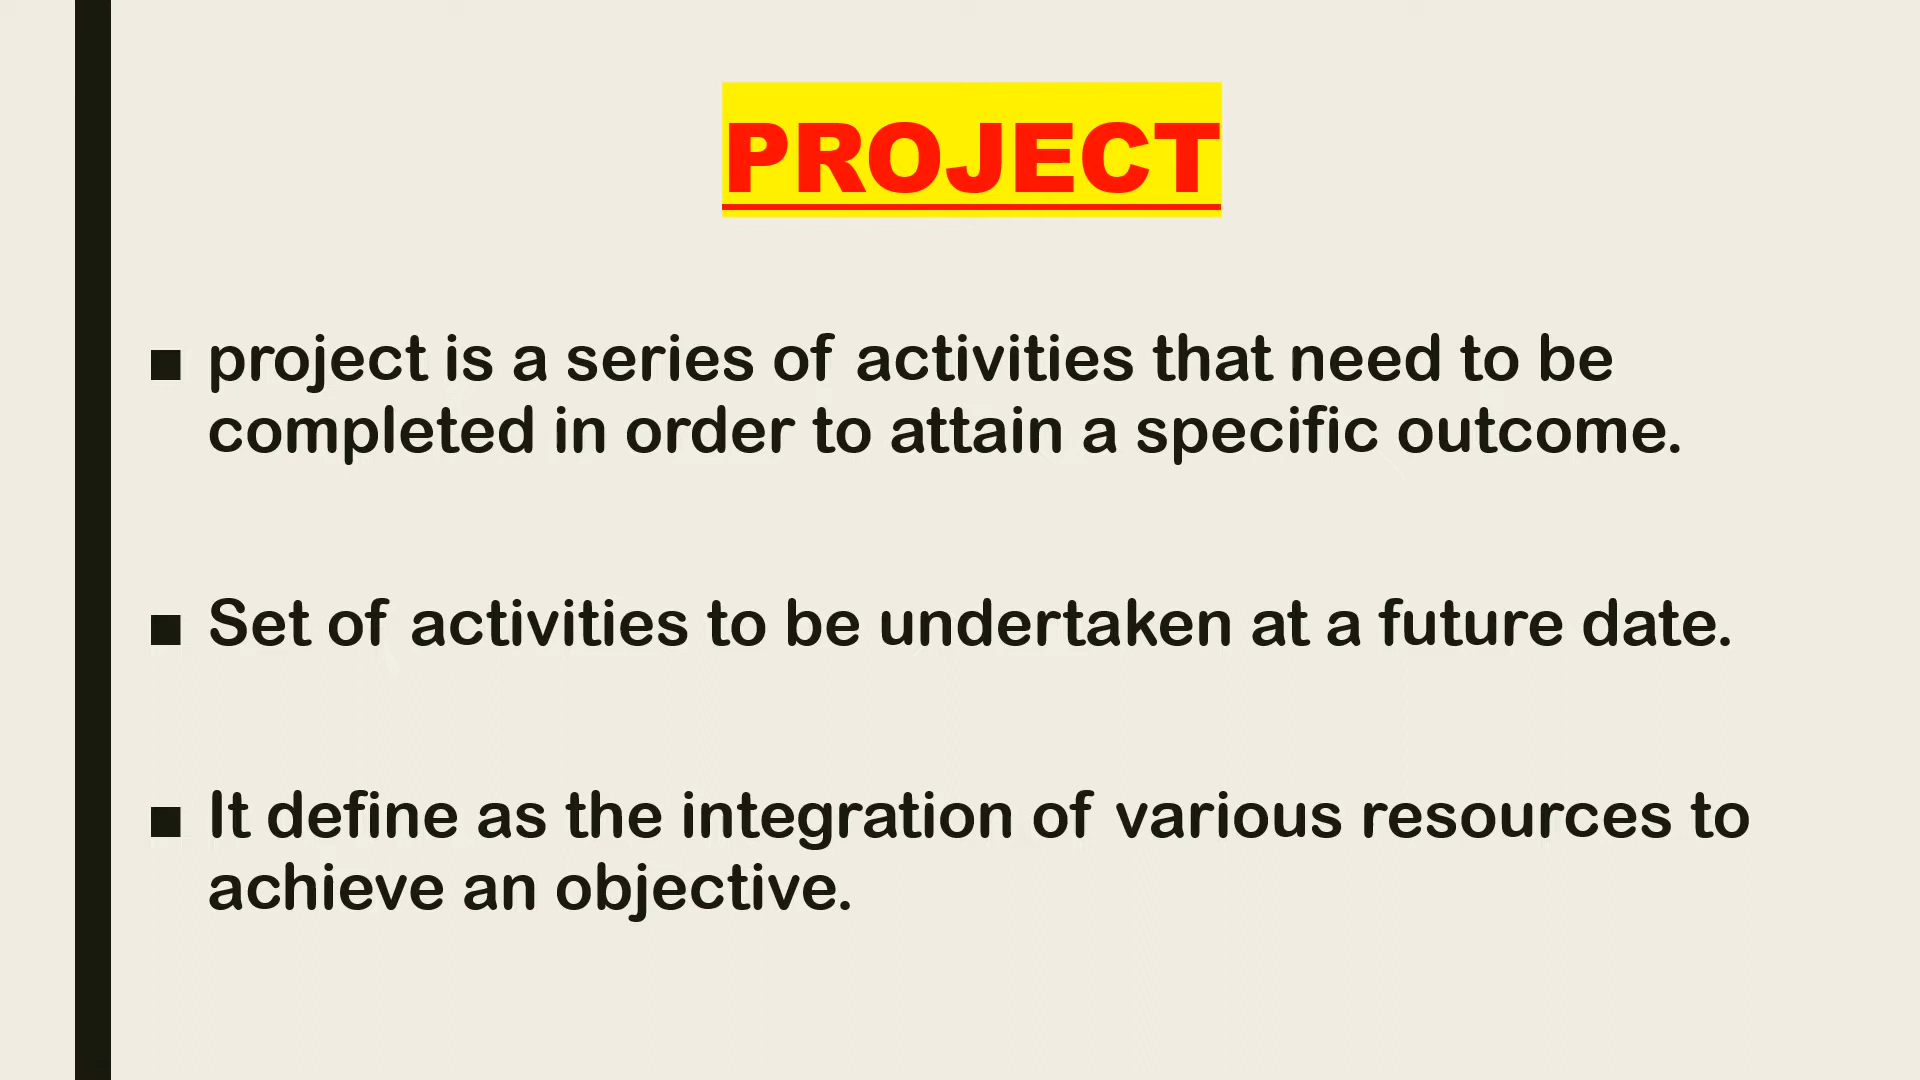 PROJECT
■ project is a series of activities that need to be
completed in order to attain a specific outcome.
■ Set of activities to be undertaken at a future date.
■ It define as the integration of various resources to
achieve an objective.